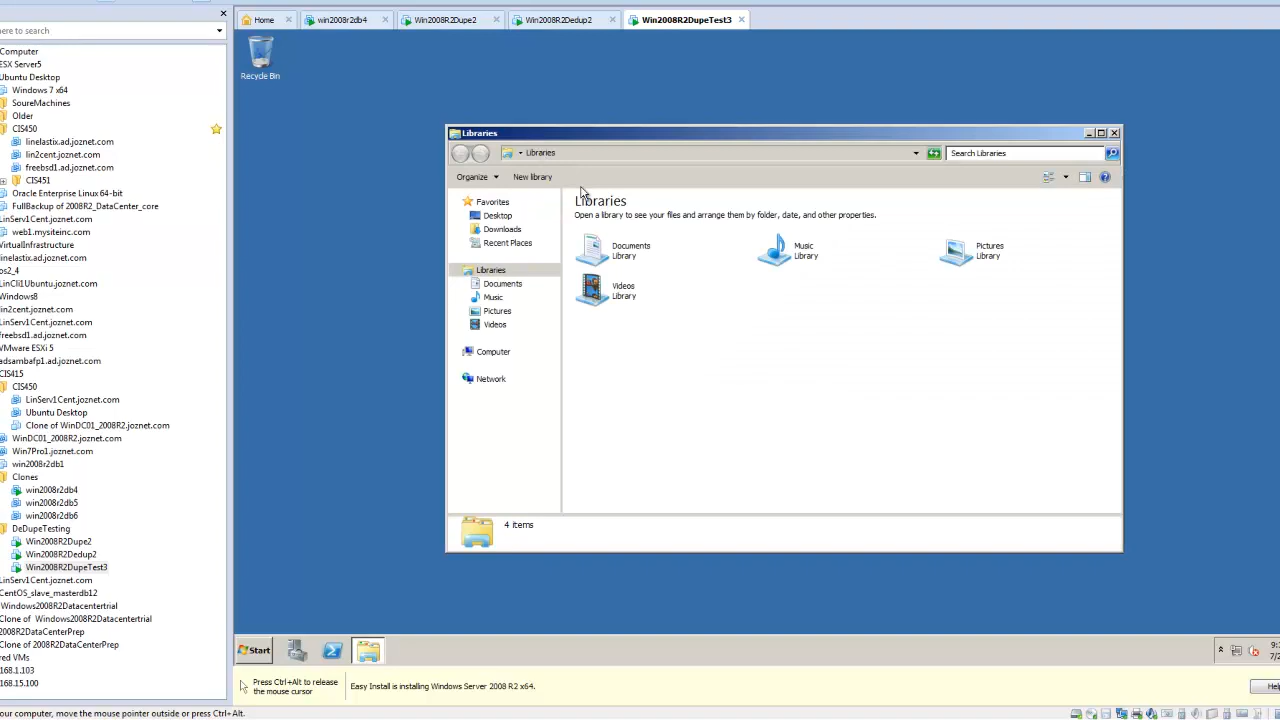 Home
win2008r2db4
Win2008R2Dupe2
Win2008R2Dedup2
Win2008R2DupeTest3
here to search
Computer
ESX Server5
Ubuntu Desktop
Windows 7 x64
SoureMachines
Older
CIS450
linelastix.ad.joznet.com
lin2cent.joznet.com
freebsd1.ad.joznet.com
CIS451
Oracle Enterprise Linux 64-bit
FullBackup of 2008R2_DataCenter_core
LinServ1Cent.joznet.com
web1.mysiteinc.com
VirtualInfrastructure
linelastix.ad.joznet.com
os2_4
LinCli1Ubuntu.joznet.com
Windows8
lin2cent.joznet.com
LinServ1Cent.joznet.com
freebsd1.ad.joznet.com
VMware ESXi 5
adsambafp1.ad.joznet.com
CIS415
CIS450
LinServ1Cent.joznet.com
Ubuntu Desktop
Clone of WinDC01_2008R2.joznet.com
WinDC01_2008R2.joznet.com
Win7Pro1.joznet.com
win2008r2db1
Clones
win2008r2db4
win2008r2db5
win2008r2db6
DeDupeTesting
Win2008R2Dupe2
Win2008R2Dedup2
Win2008R2DupeTest3
LinServ1Cent.joznet.com
CentOS_slave_masterdb12
Windows2008R2Datacentertrial
Clone of Windows2008R2Datacentertrial
2008R2DataCenterPrep
Clone of 2008R2DataCenterPrep
red VMs
168.1.103
168.15.100
Recycle Bin
Libraries
Libraries
Search Libraries
Organize
New library
Favorites
Desktop
Downloads
Recent Places
Libraries
Documents
Music
Pictures
Videos
Computer
Network
Libraries
Open a library to see your files and arrange them by folder, date, and other properties.
Documents
Library
Music
Library
Pictures
Library
Videos
Library
4 items
Start
9:
7/2
Press Ctrl+Alt to release
the mouse cursor
Easy Install is installing Windows Server 2008 R2 x64.
Hel
our computer, move the mouse pointer outside or press Ctrl+Alt.